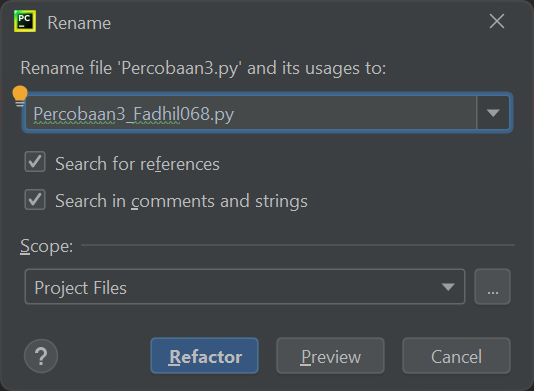 PC
Rename
Rename file 'Percobaan3.py' and its usages to:
Percobaan3_Fadhil068.py
Search for references
Search in comments and strings
Scope:
Project Files
...
?
Refactor
Preview
Cancel